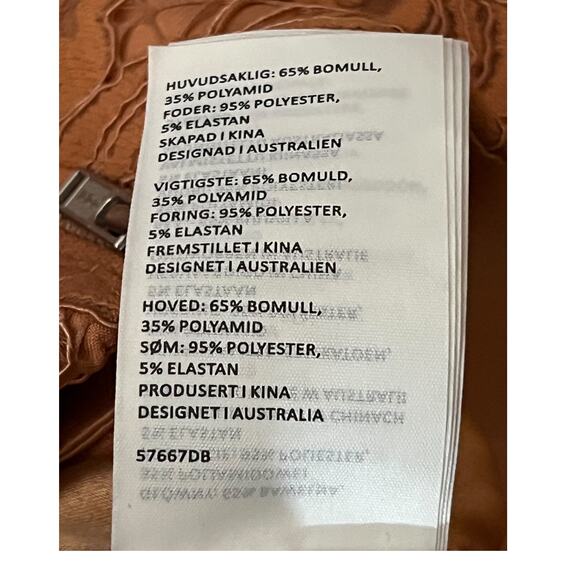 HUVUDSAKLIG: 65% BOMULL,
35% POLYAMID
FODER: 95% POLYESTER,
5% ELASTAN
SKAPAD I KINA
DESIGNAD I AUSTRALIEN
VIGTIGSTE: 65% BOMULD,
35% POLYAMID
FORING: 95% POLYESTER,
5% ELASTAN
FREMSTILLET I KINA
DESIGNET I AUSTRALIEN
HOVED: 65% BOMULL,
35% POLYAMID
SØM: 95% POLYESTER,
5% ELASTAN
PRODUSERT I KINA
DESIGNET I AUSTRALIA
57667DB